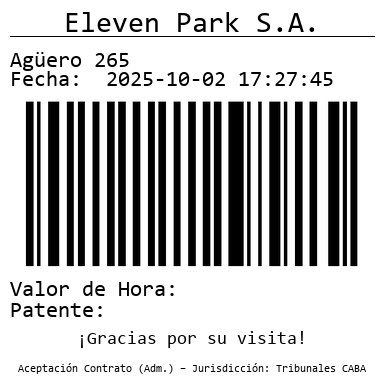 Eleven Park S.A.
Agüero 265
Fecha:  2025-10-02 17:27:45
Valor de Hora:
Patente:
¡Gracias por su visita!
Aceptación Contrato (Adm.) – Jurisdicción: Tribunales CABA